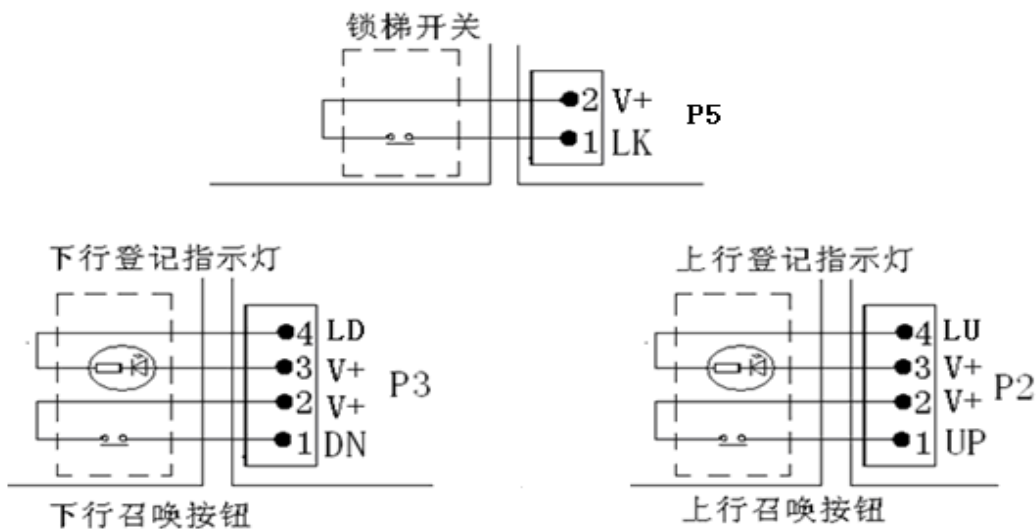 锁梯开关
2 V+
P5
1 LK
下行登记指示灯
4 LD
3 V+
P3
2 V+
1 DN
下行召唤按钮
上行登记指示灯
4 LU
3 V+
P2
2 V+
1 UP
上行召唤按钮